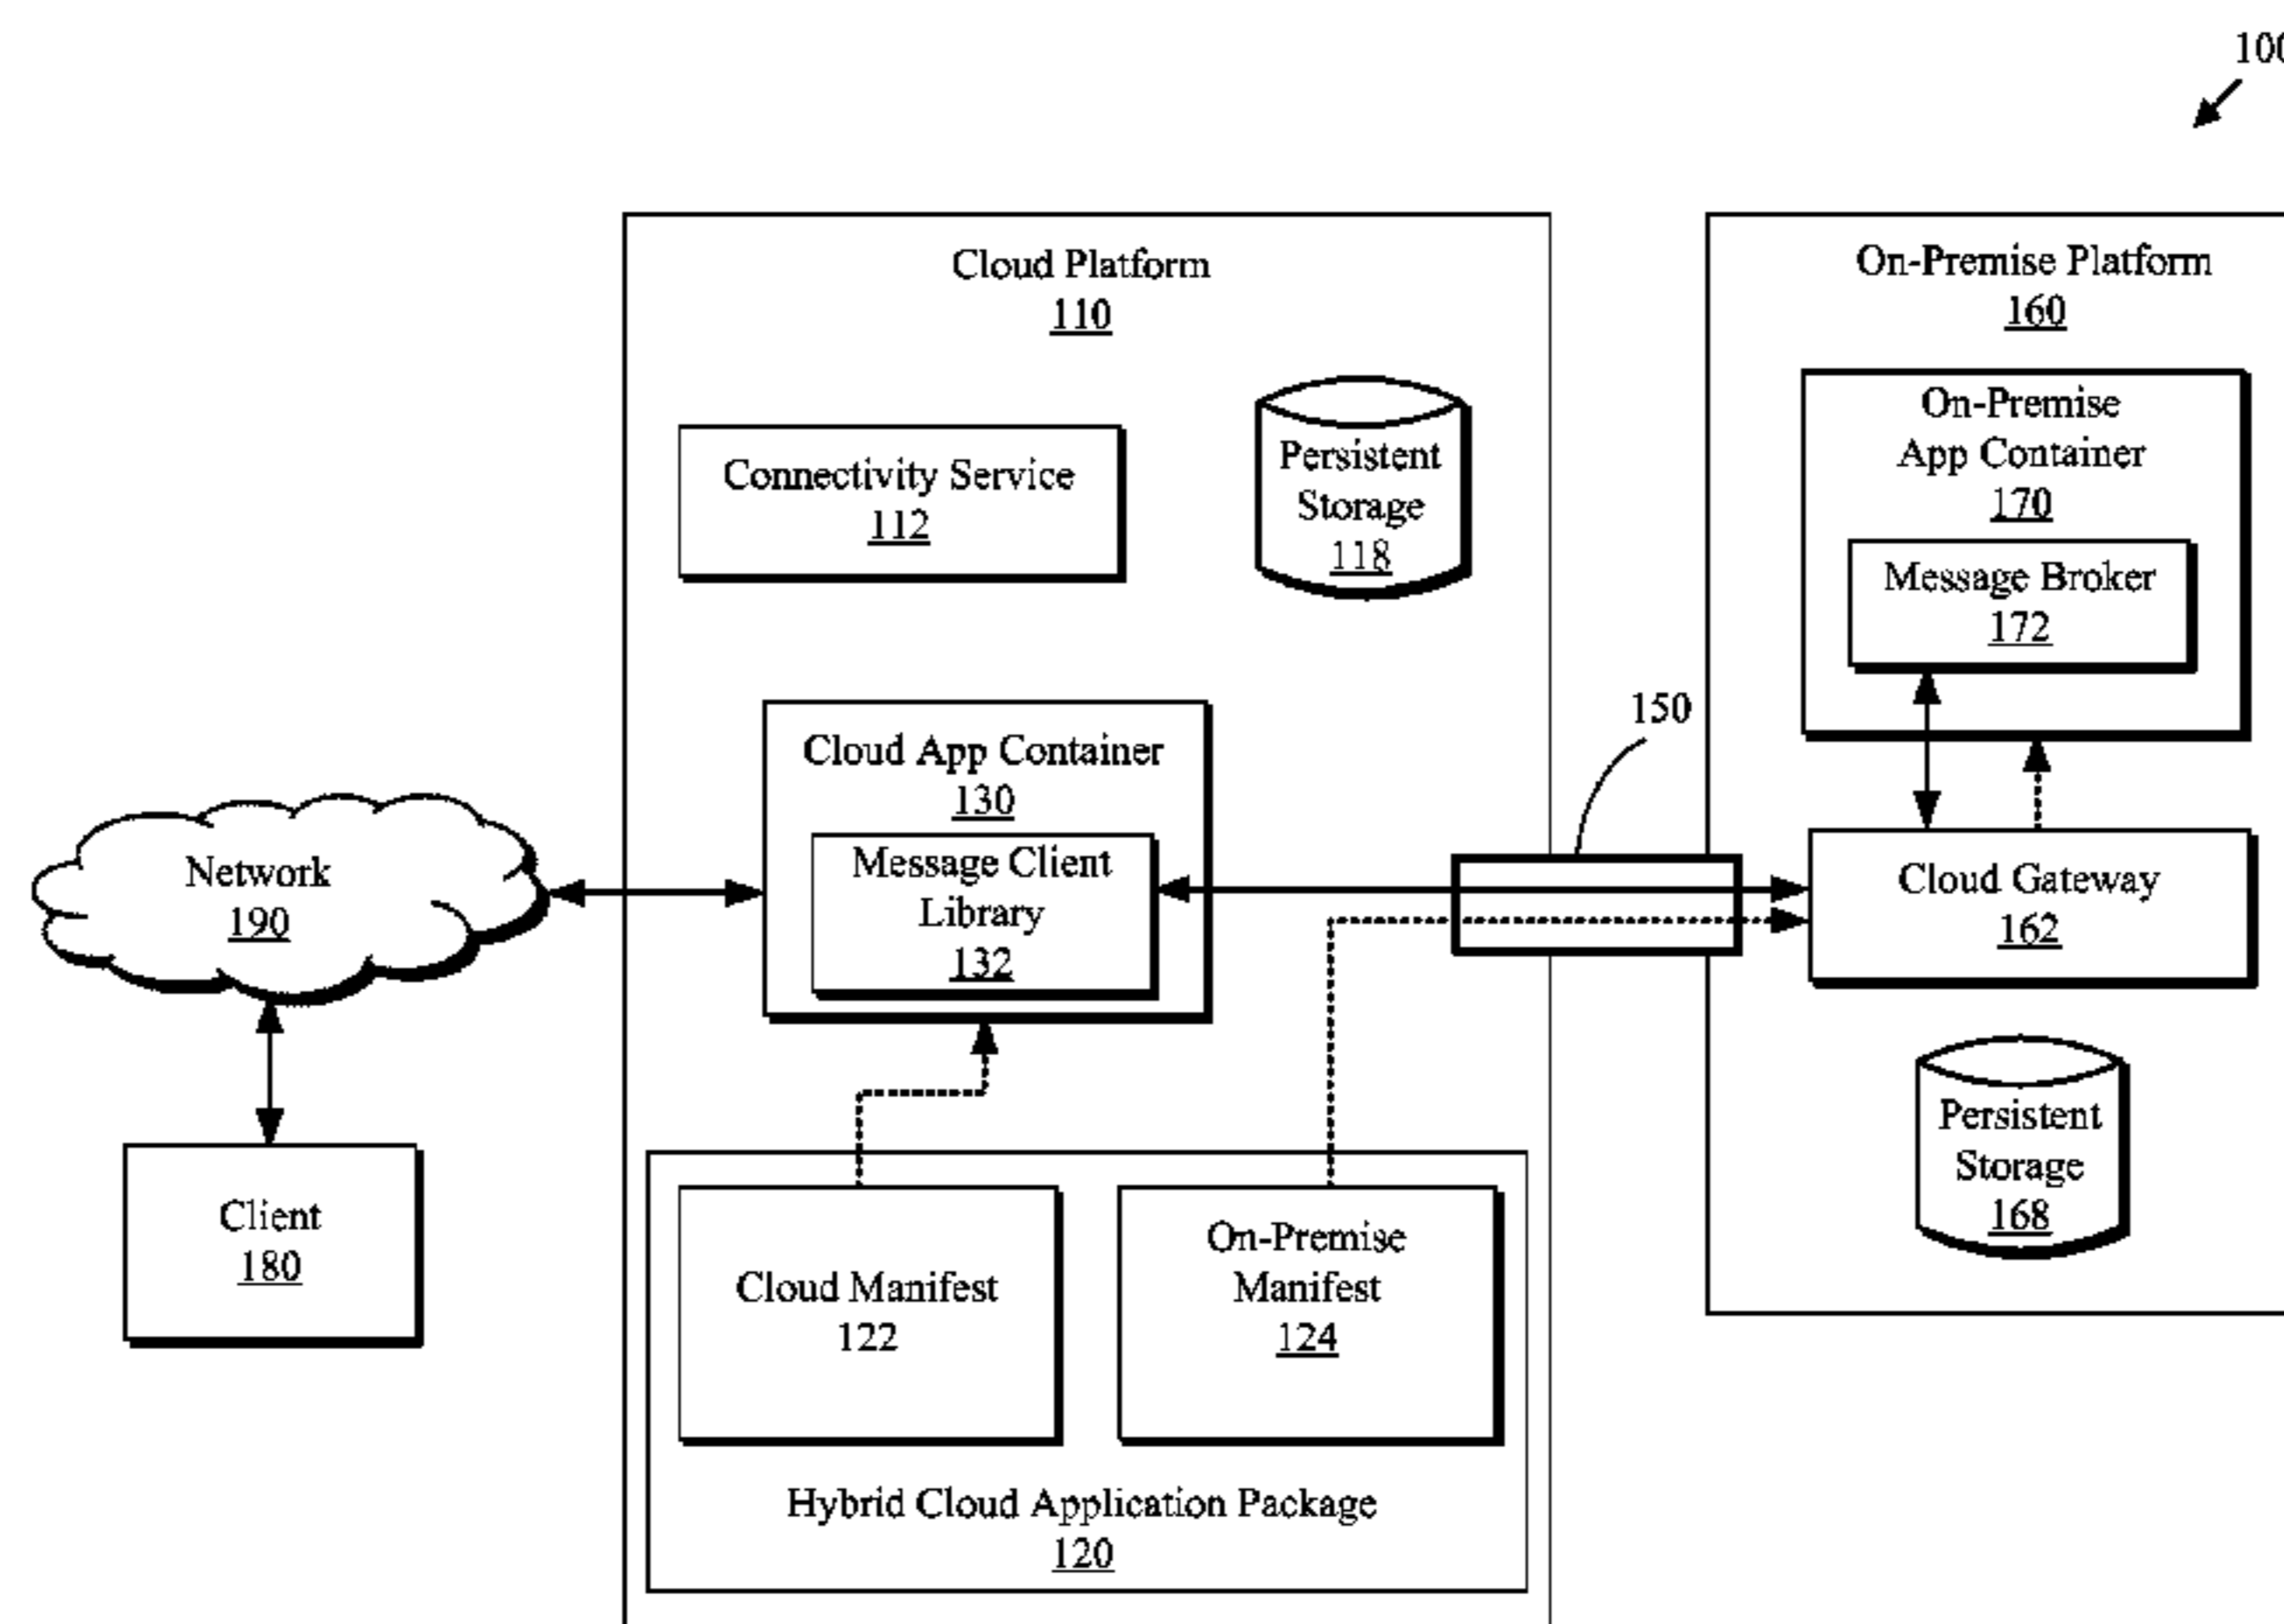 100
Cloud Platform
110
On-Premise Platform
160
Connectivity Service
112
Persistent
Storage
118
On-Premise
App Container
170
Message Broker
172
150
Cloud App Container
130
Message Client
Library
132
Network
190
Cloud Gateway
162
Client
180
Persistent
Storage
168
Cloud Manifest
122
On-Premise
Manifest
124
Hybrid Cloud Application Package
120